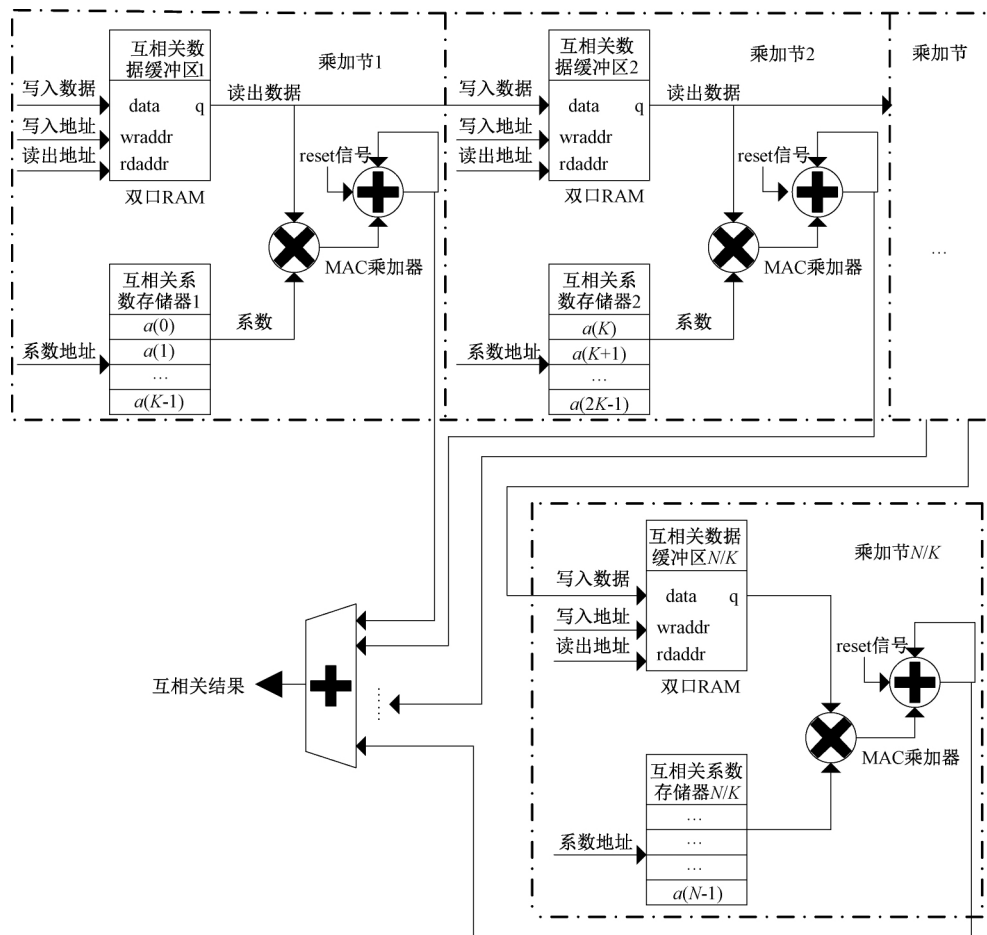 互相关数
据缓冲区1
乘加节1
写入数据
data
q
读出数据
写入地址
wraddr
读出地址
rdaddr
双口RAM
reset信号
MAC乘加器
互相关系
数存储器1
a(0)
系数
系数地址
a(1)
…
a(K-1)
互相关数
据缓冲区2
乘加节2
写入数据
data
q
读出数据
写入地址
wraddr
读出地址
rdaddr
双口RAM
reset信号
MAC乘加器
互相关系
数存储器2
a(K)
系数
系数地址
a(K+1)
…
a(2K-1)
乘加节
…
互相关数据
缓冲区N/K
乘加节N/K
写入数据
data
q
写入地址
wraddr
读出地址
rdaddr
双口RAM
reset信号
MAC乘加器
互相关系数
存储器N/K
…
系数地址
…
…
a(N-1)
互相关结果
……